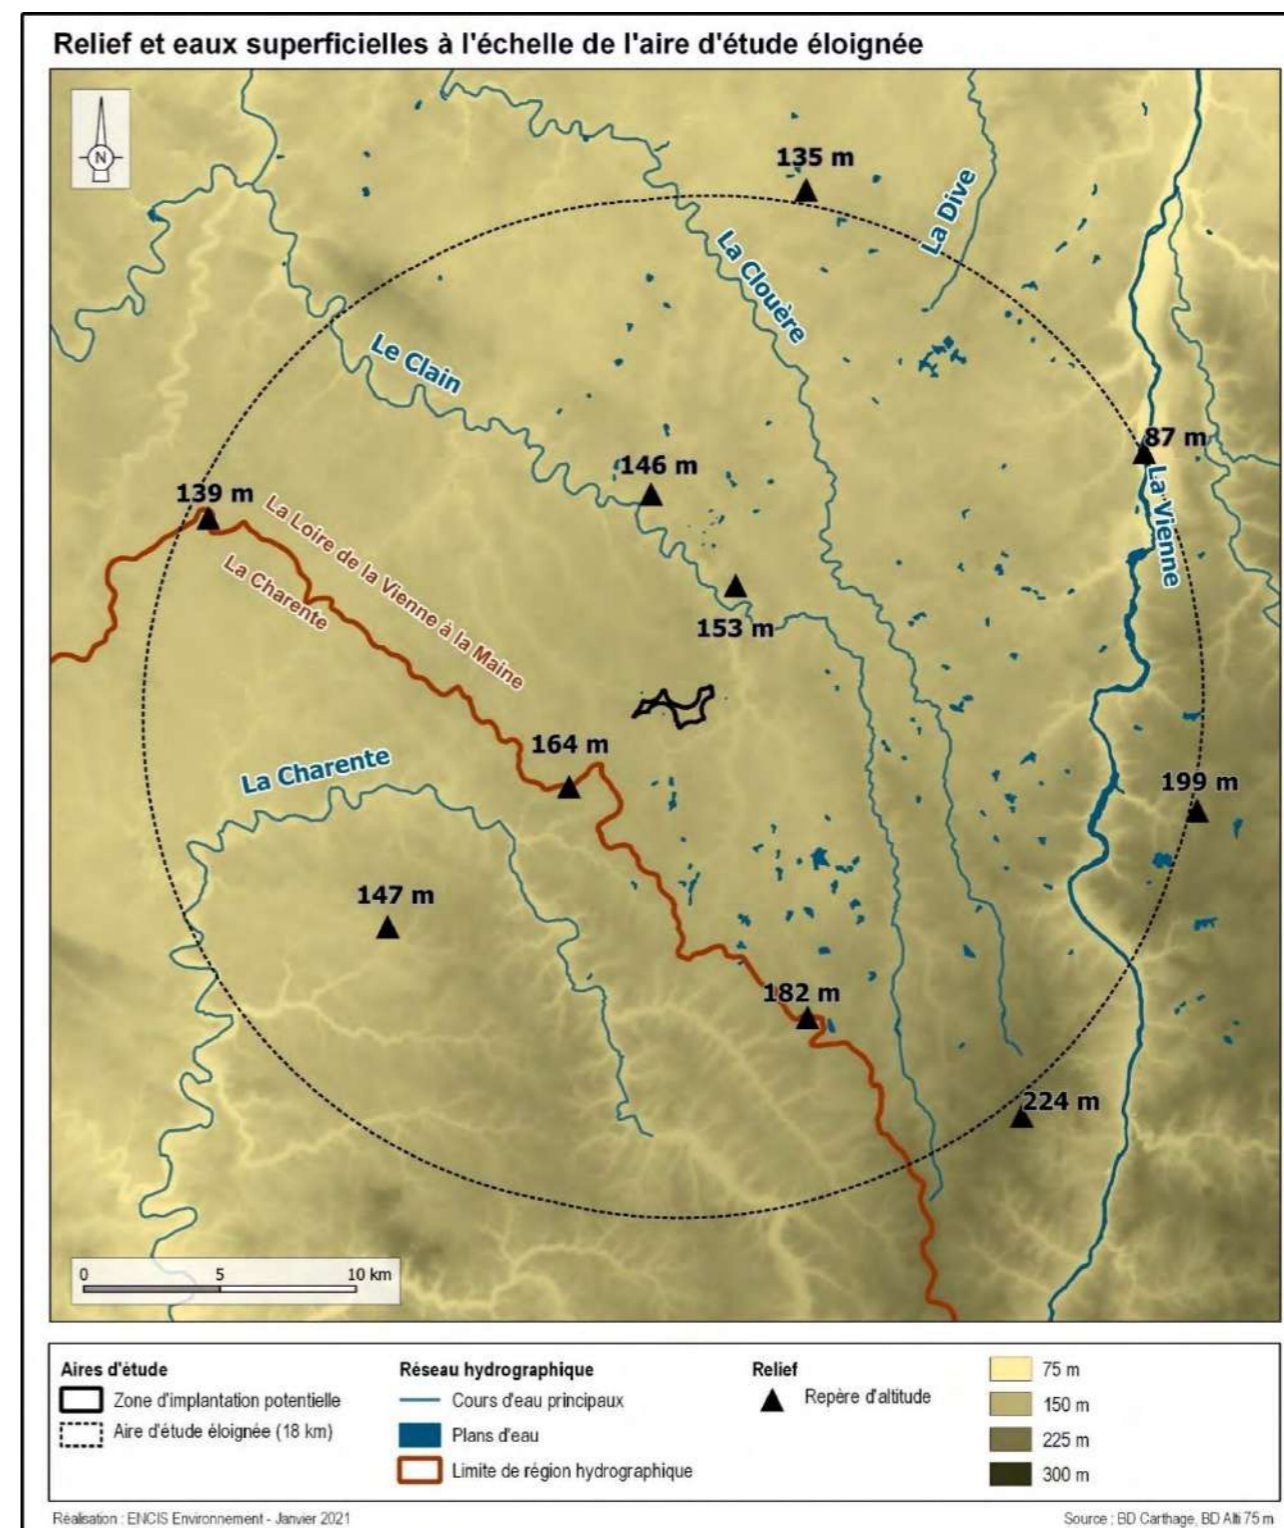 Relief et eaux superficielles à l'échelle de l'aire d'étude éloignée
N
135 m
La Dive
La Clouère
Le Clain
87 m
146 m
139 m
La Vienne
La Loire de la Vienne à la Maine
La Charente
153 m
164 m
La Charente
199 m
147 m
182 m
224 m
0 5 10 km
Aires d'étude
Zone d'implantation potentielle
Aire d'étude éloignée (18 km)
Réseau hydrographique
Cours d'eau principaux
Plans d'eau
Limite de région hydrographique
Relief
Repère d'altitude
75 m
150 m
225 m
300 m
Réalisation : ENCIS Environnement - Janvier 2021
Source : BD Carthage, BD Alti 75 m